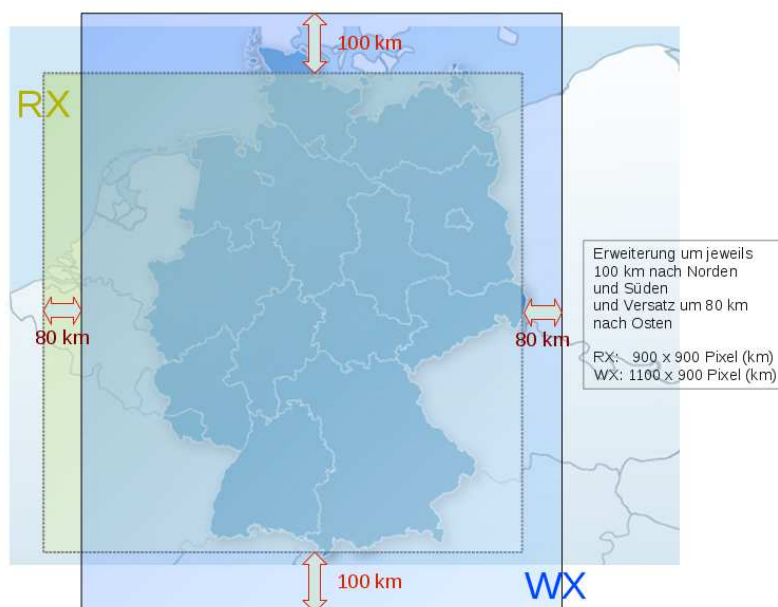 100 km
RX
80 km
80 km
Erweiterung um jeweils
100 km nach Norden
und Süden
und Versatz um 80 km
nach Osten
RX: 900 x 900 Pixel (km)
WX: 1100 x 900 Pixel (km)
100 km
WX